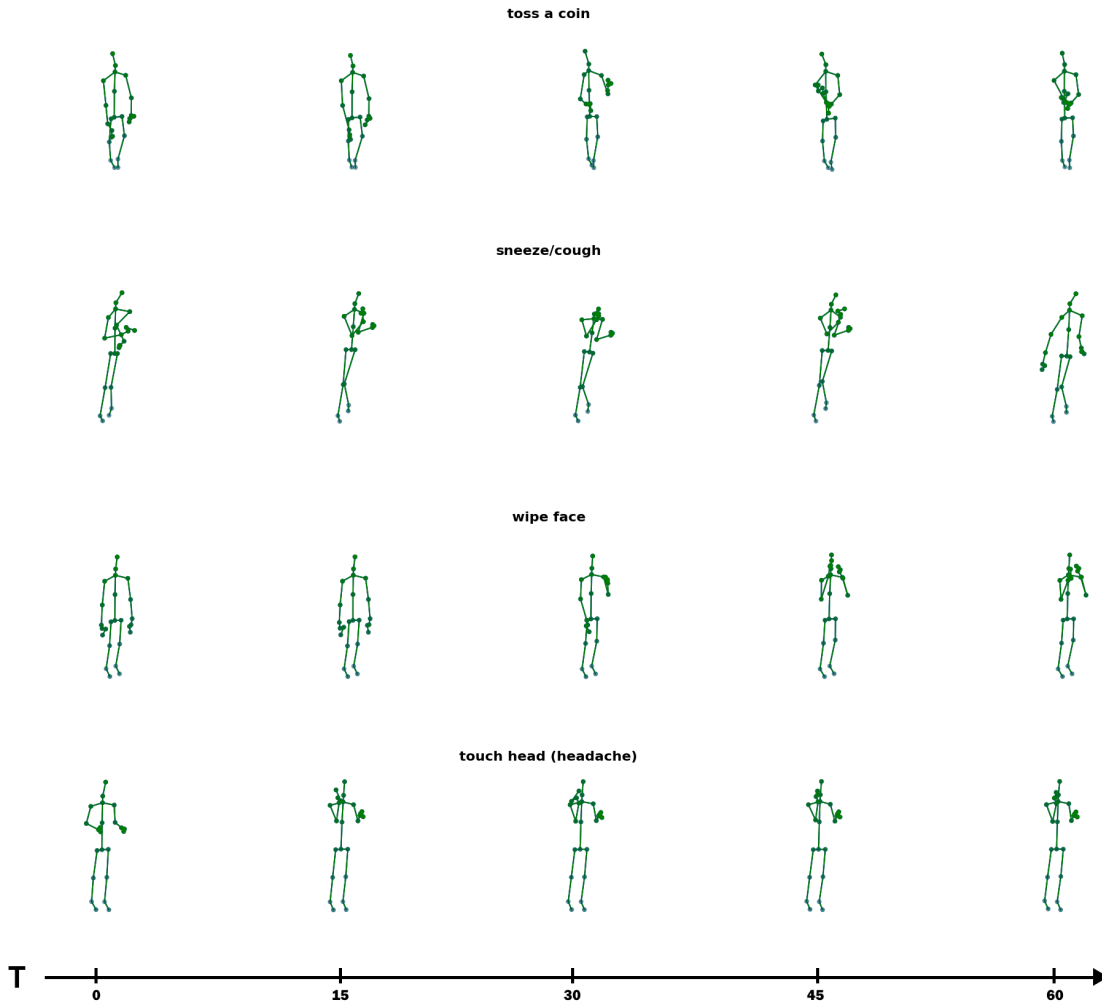 toss a coin
sneeze/cough
wipe face
touch head (headache)
T
0 15 30 45 60